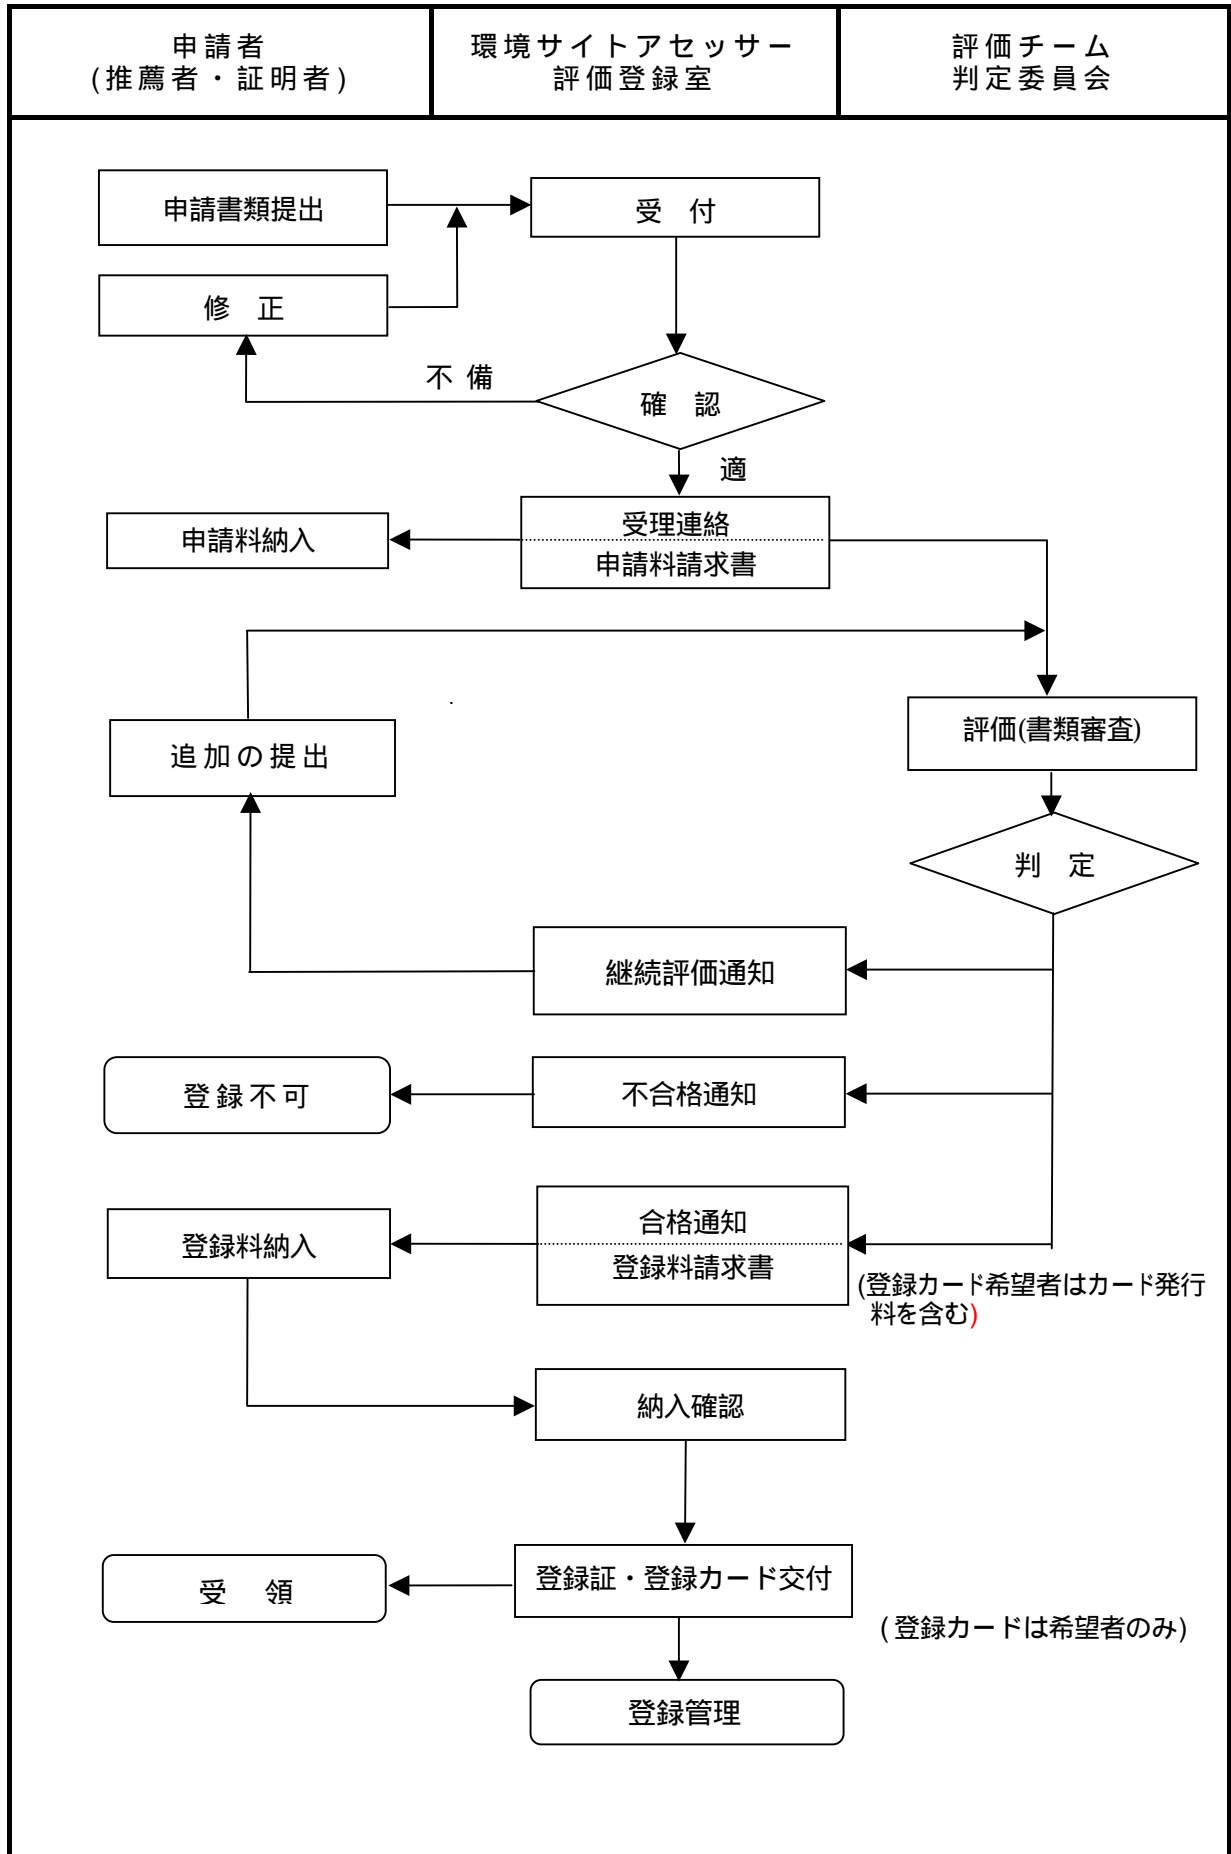 申請者
(推薦者・証明者)
環境サイトアセッサー
評価登録室
評価チーム
判定委員会
申請書類提出
受 付
修 正
不 備
確 認
適
申請料納入
受理連絡
申請料請求書
追加の提出
評価(書類審査)
判 定
継続評価通知
登録不可
不合格通知
登録料納入
合格通知
登録料請求書
(登録カード希望者はカード発行
料を含む)
納入確認
受 領
登録証・登録カード交付
(登録カードは希望者のみ)
登録管理